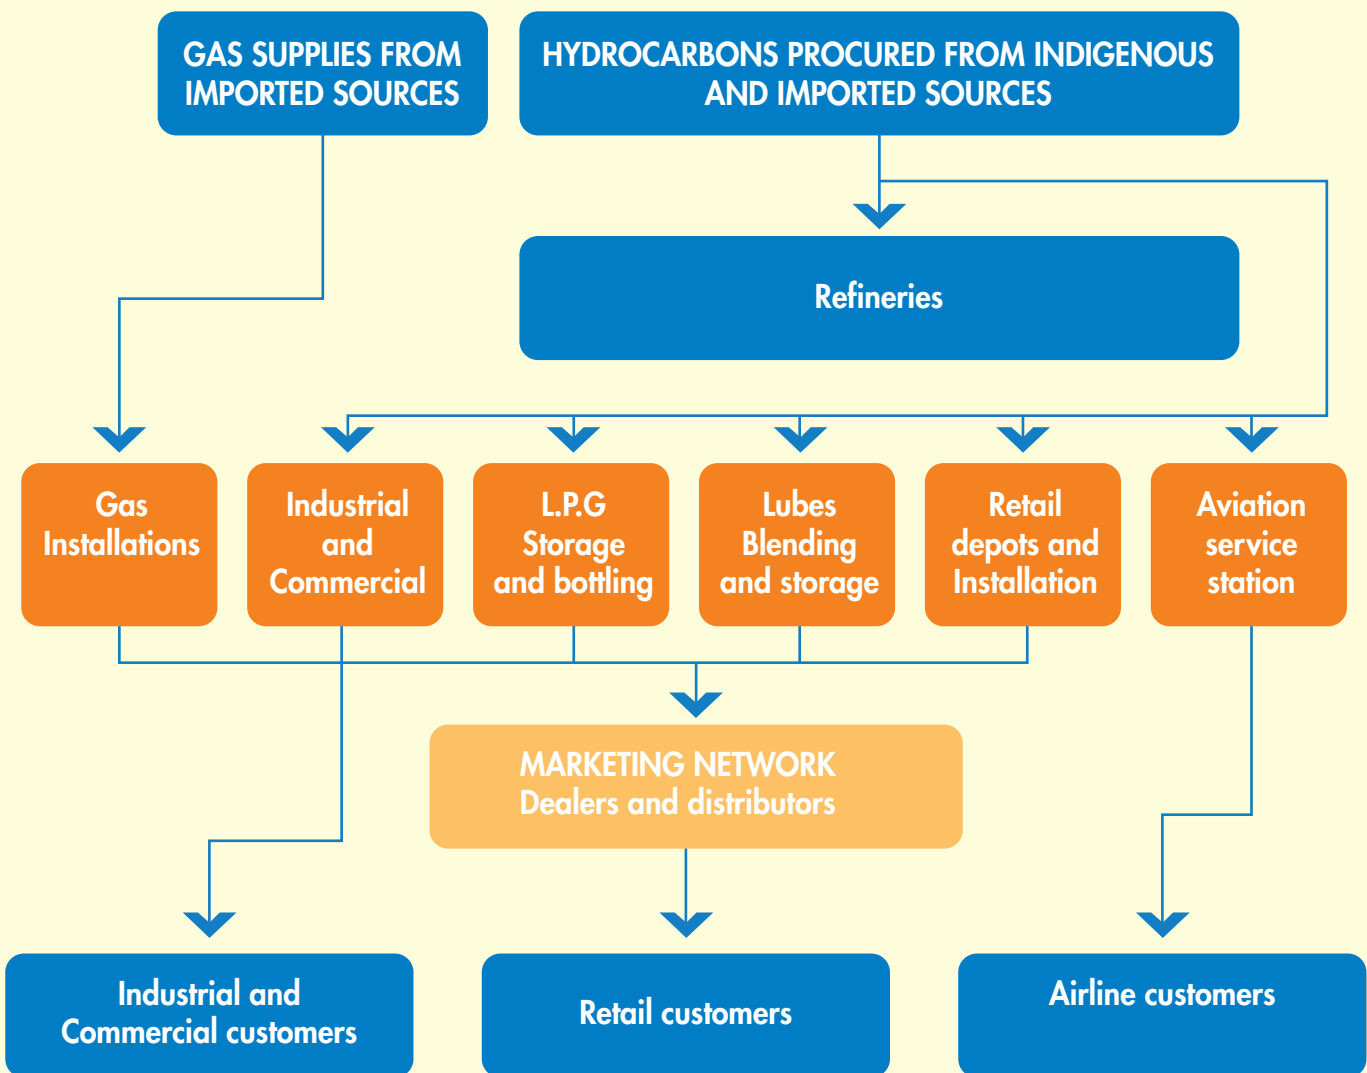 GAS SUPPLIES FROM
IMPORTED SOURCES
HYDROCARBONS PROCURED FROM INDIGENOUS
AND IMPORTED SOURCES
Refineries
Gas
Installations
Industrial
and
Commercial
L.P.G
Storage
and bottling
Lubes
Blending
and storage
Retail
depots and
Installation
Aviation
service
station
MARKETING NETWORK
Dealers and distributors
Industrial and
Commercial customers
Retail customers
Airline customers